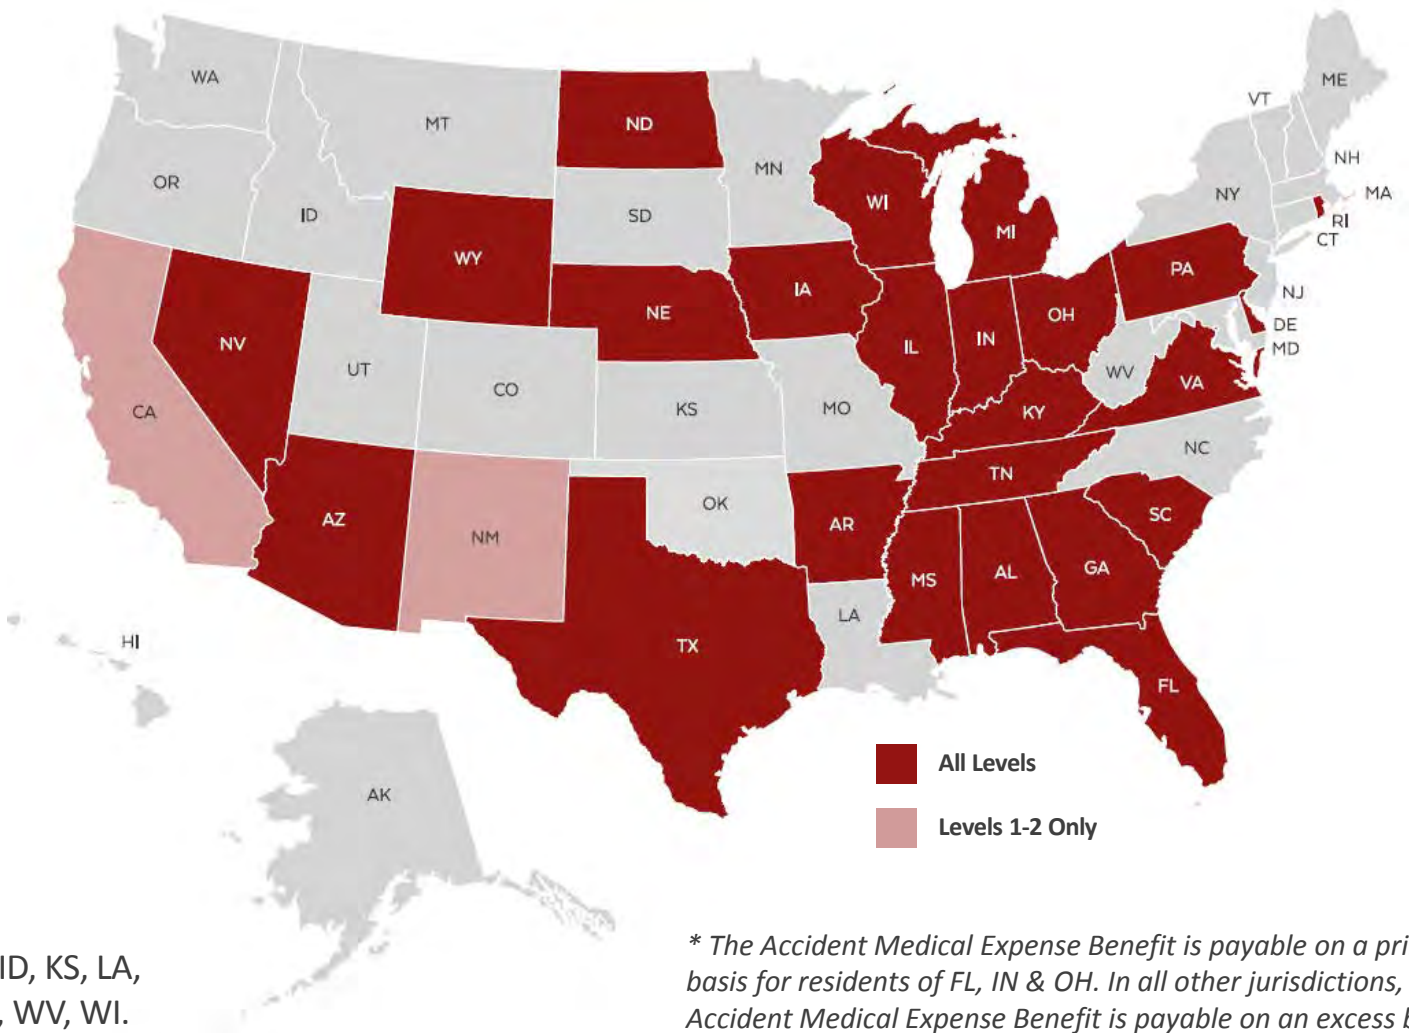 WA
MT
ND
MN
ME
VT
NH
OR
ID
SD
WI
NY
MA
RI
CT
WY
MI
PA
NE
IA
NJ
NV
IL
IN
OH
DE
MD
UT
CO
WV
VA
CA
KS
MO
KY
NC
TN
AZ
NM
OK
AR
SC
MS
AL
GA
LA
HI
TX
FL
All Levels
AK
Levels 1-2 Only
ID, KS, LA,
, WV, WI.
* The Accident Medical Expense Benefit is payable on a pri
basis for residents of FL, IN & OH. In all other jurisdictions,
Accident Medical Expense Benefit is payable on an excess b